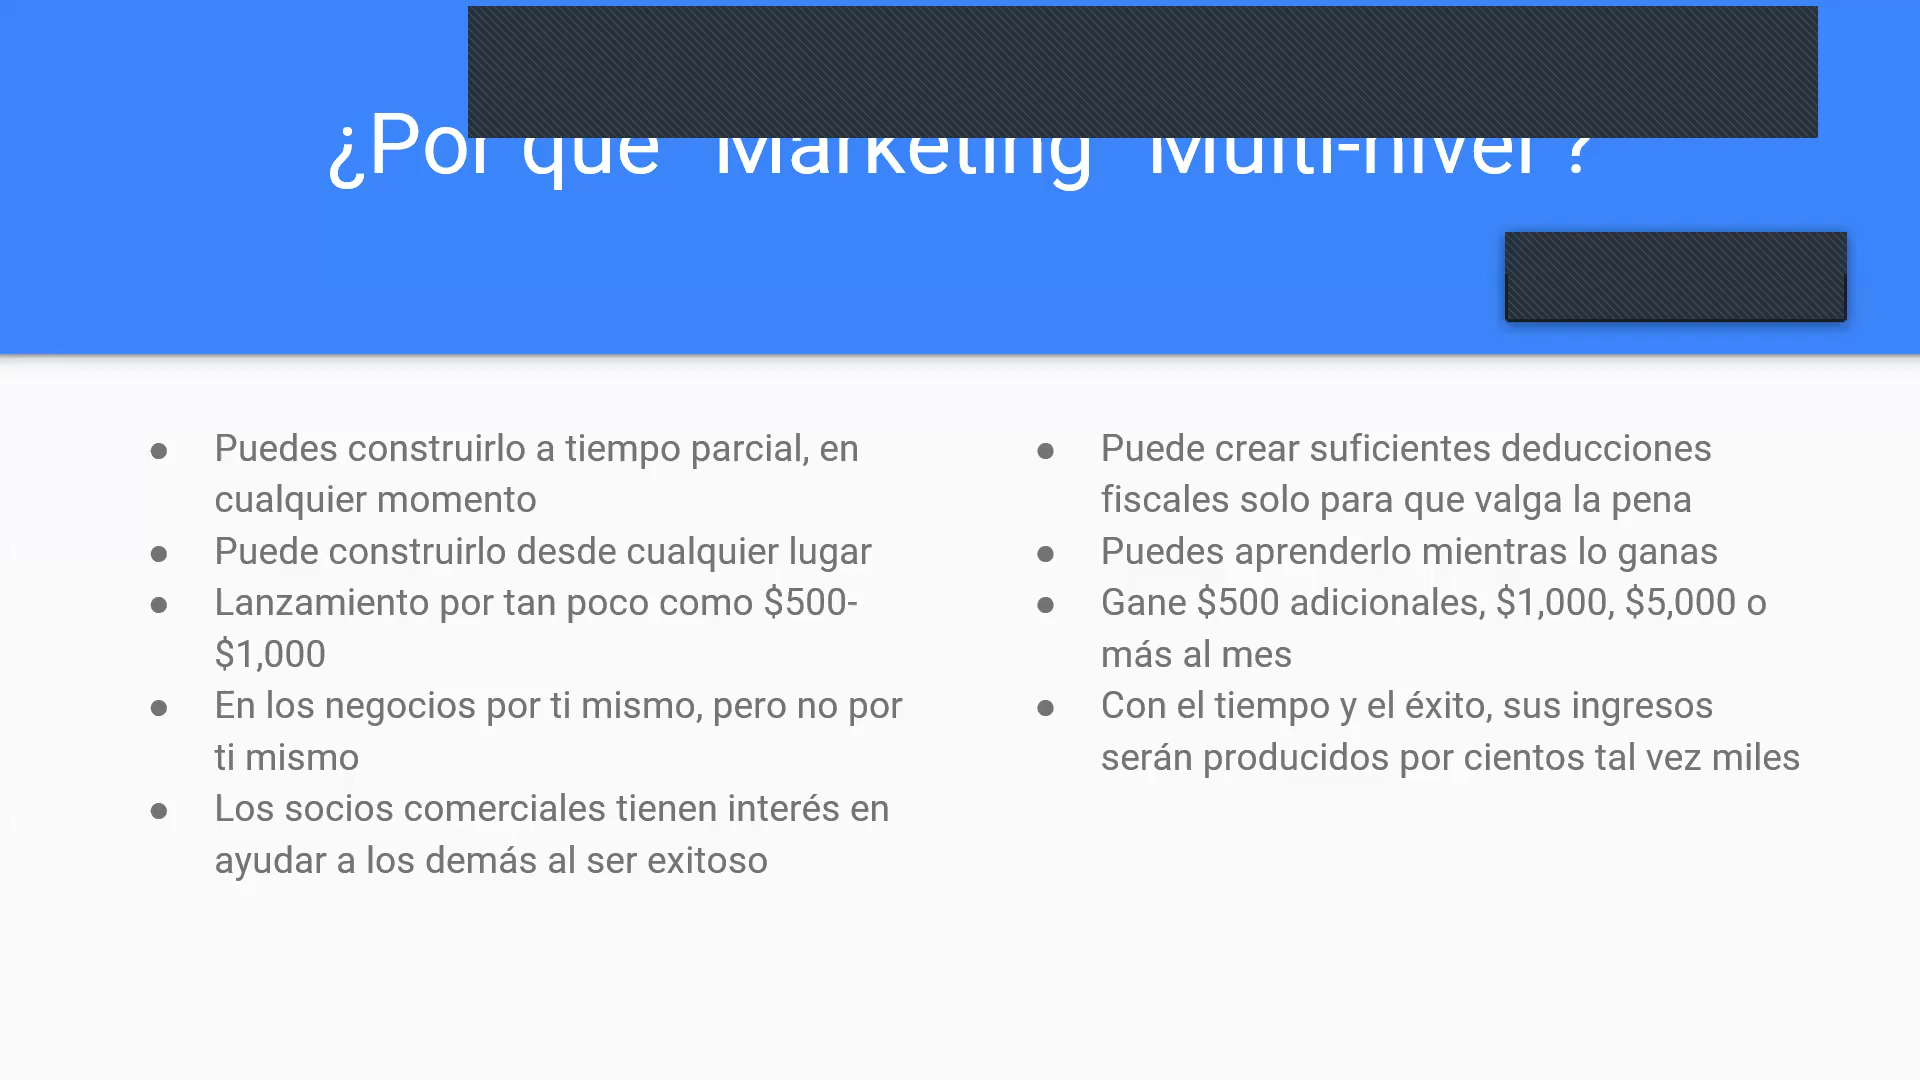 ¿Por que "Marketing" "Multi-nivel"?
Puedes construirlo a tiempo parcial, en
cualquier momento
Puede construirlo desde cualquier lugar
Lanzamiento por tan poco como $500-
$1,000
En los negocios por ti mismo, pero no por
ti mismo
Los socios comerciales tienen interés en
ayudar a los demás al ser exitoso
Puede crear suficientes deducciones
fiscales solo para que valga la pena
Puedes aprenderlo mientras lo ganas
Gane $500 adicionales, $1,000, $5,000 o
más al mes
Con el tiempo y el éxito, sus ingresos
serán producidos por cientos tal vez miles